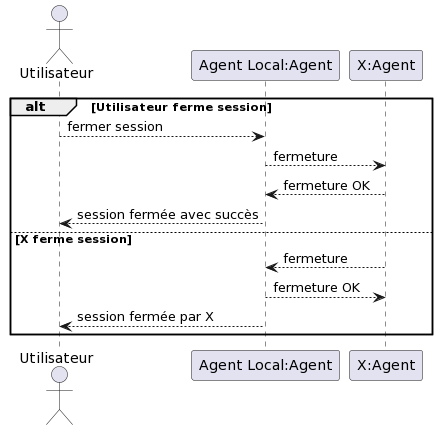 Utilisateur
Agent Local:Agent
X:Agent
alt
[Utilisateur ferme session]
fermer session
fermeture
fermeture OK
session fermée avec succès
[X ferme session]
fermeture
fermeture OK
session fermée par X
Utilisateur
Agent Local:Agent
X:Agent